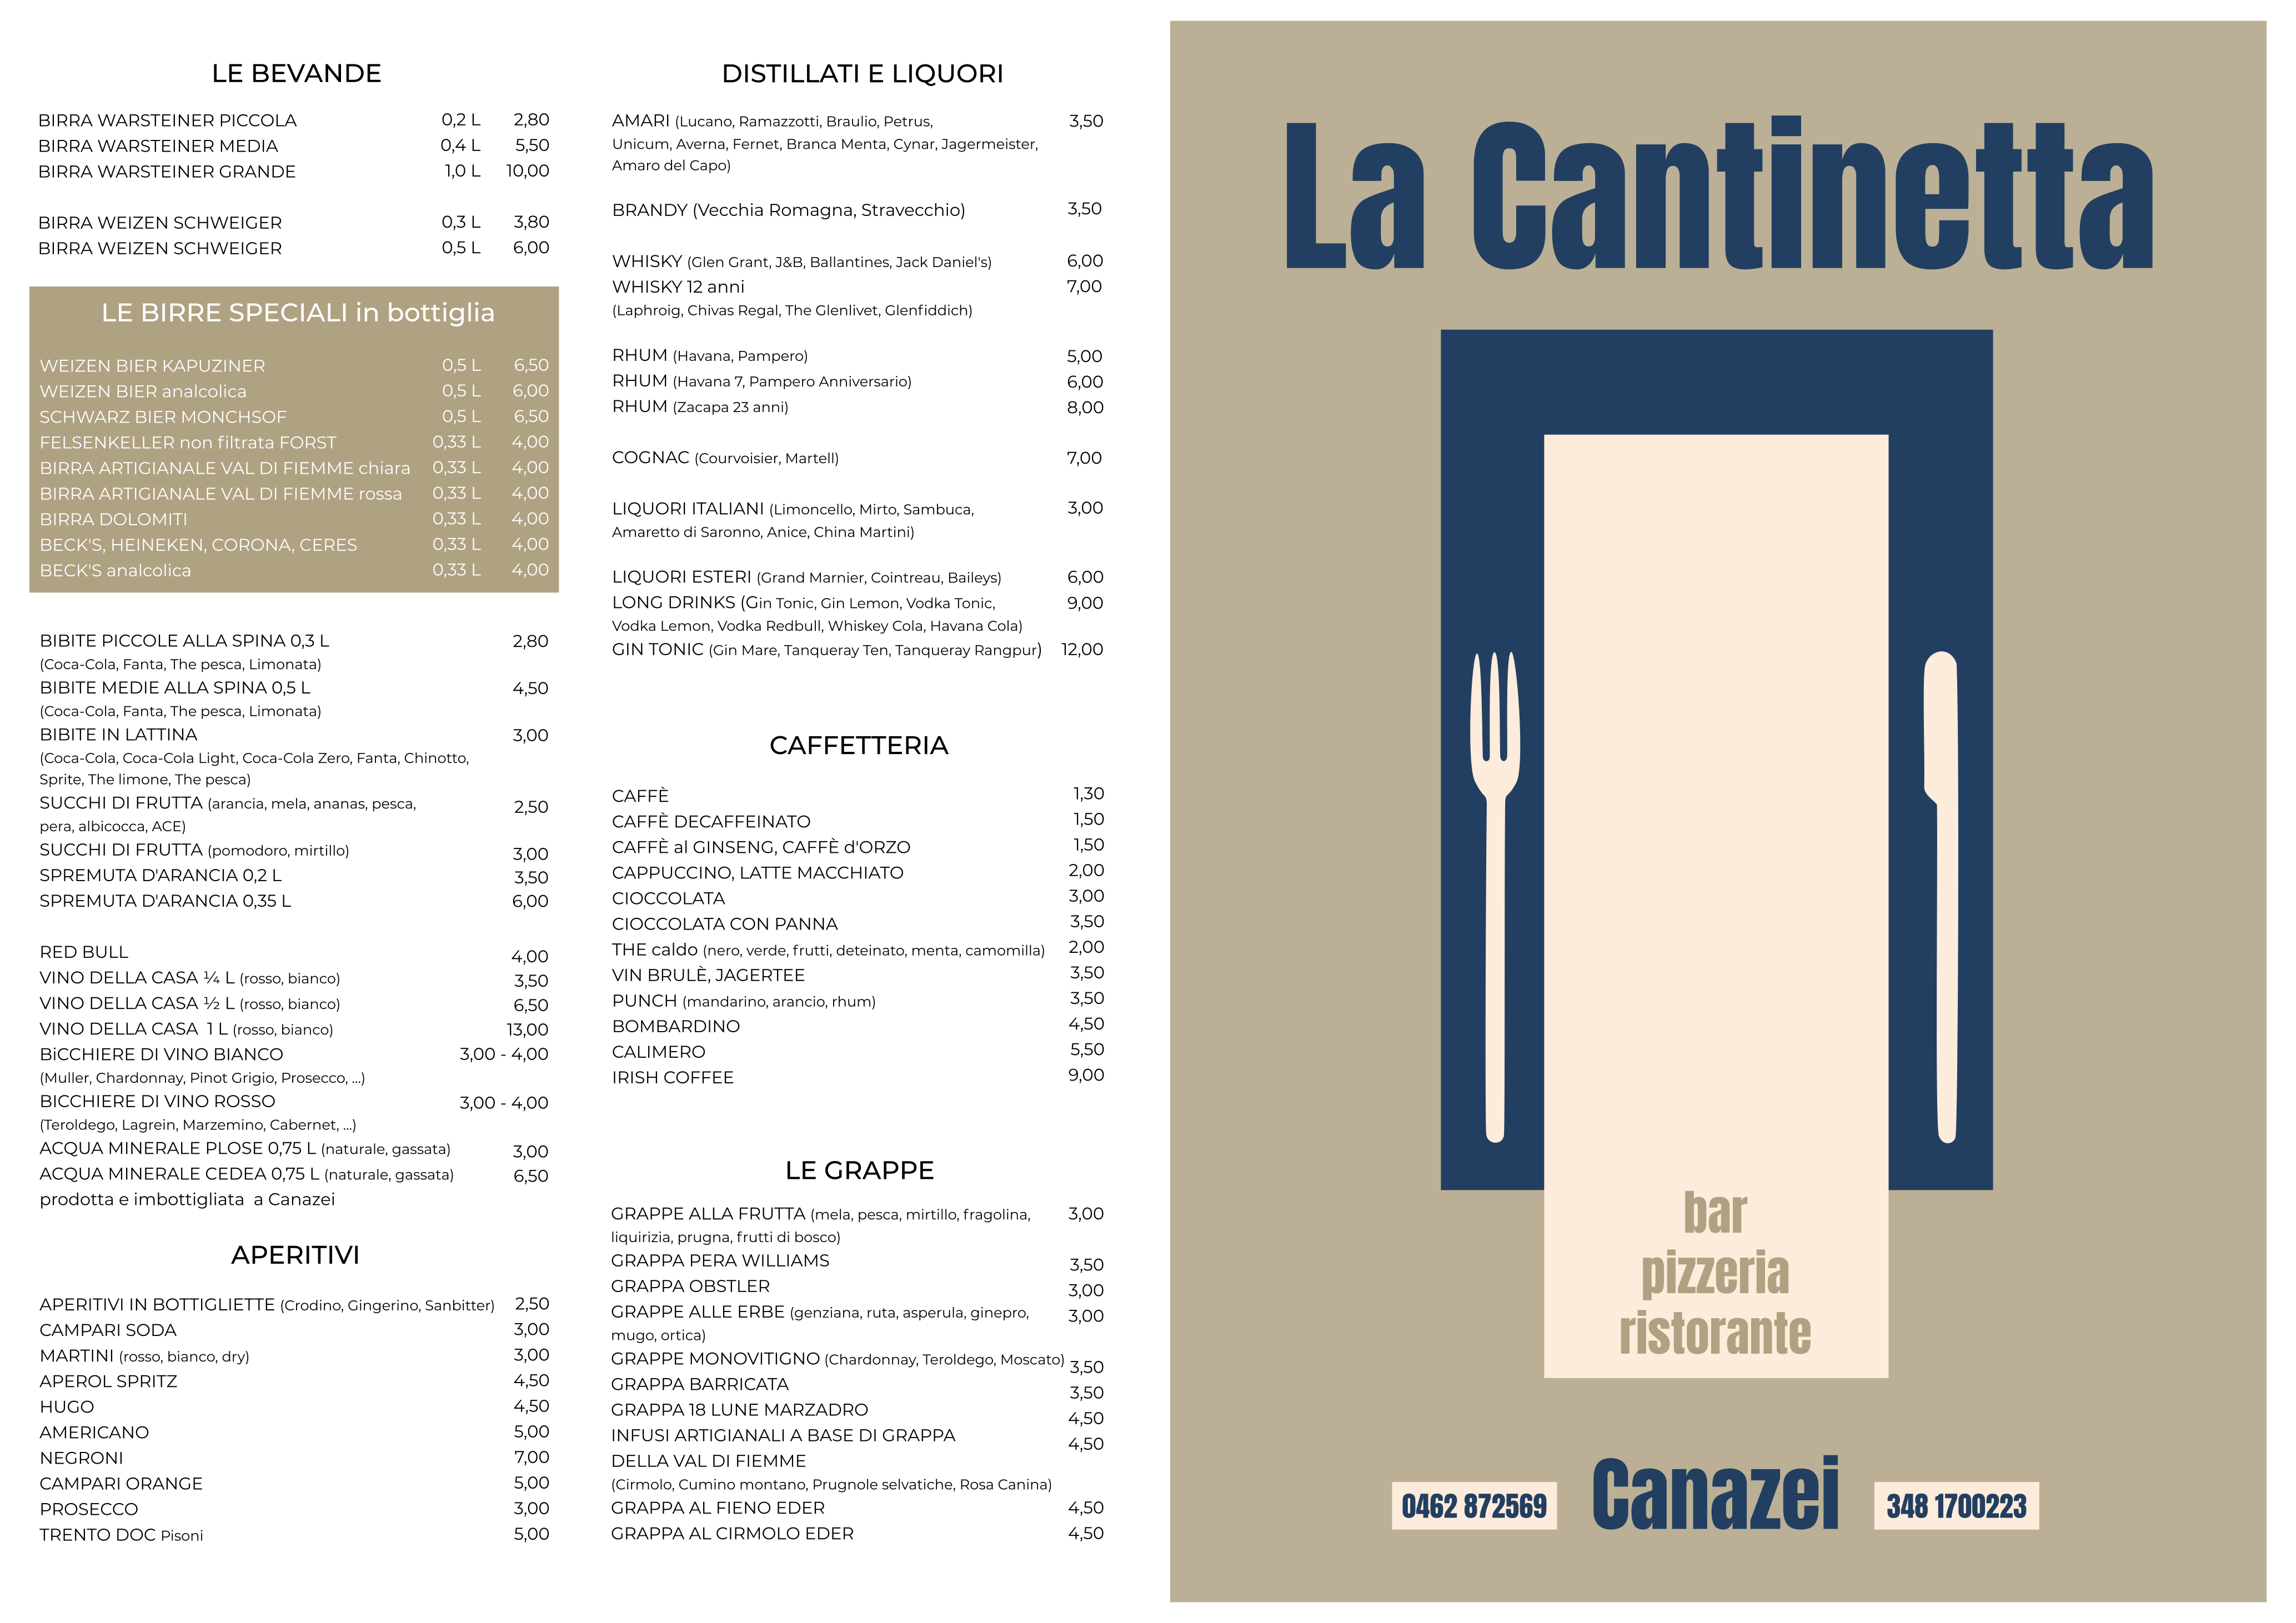 LE BEVANDE
BIRRA WARSTEINER PICCOLA 0,2 L 2,80
BIRRA WARSTEINER MEDIA 0,4 L 5,50
BIRRA WARSTEINER GRANDE 1,0 L 10,00
BIRRA WEIZEN SCHWEIGER 0,3 L 3,80
BIRRA WEIZEN SCHWEIGER 0,5 L 6,00
LE BIRRE SPECIALI in bottiglia
WEIZEN BIER KAPUZINER 0,5 L 6,50
WEIZEN BIER analcolica 0,5 L 6,00
SCHWARZ BIER MONCHSOF 0,5 L 6,50
FELSENKELLER non filtrata FORST 0,33 L 4,00
BIRRA ARTIGIANALE VAL DI FIEMME chiara 0,33 L 4,00
BIRRA ARTIGIANALE VAL DI FIEMME rossa 0,33 L 4,00
BIRRA DOLOMITI 0,33 L 4,00
BECK'S, HEINEKEN, CORONA, CERES 0,33 L 4,00
BECK'S analcolica 0,33 L 4,00
BIBITE PICCOLE ALLA SPINA 0,3 L 2,80
(Coca-Cola, Fanta, The pesca, Limonata)
BIBITE MEDIE ALLA SPINA 0,5 L 4,50
(Coca-Cola, Fanta, The pesca, Limonata)
BIBITE IN LATTINA 3,00
(Coca-Cola, Coca-Cola Light, Coca-Cola Zero, Fanta, Chinotto,
Sprite, The limone, The pesca)
SUCCHI DI FRUTTA (arancia, mela, ananas, pesca, 2,50
pera, albicocca, ACE)
SUCCHI DI FRUTTA (pomodoro, mirtillo) 3,00
SPREMUTA D'ARANCIA 0,2 L 3,50
SPREMUTA D'ARANCIA 0,35 L 6,00
RED BULL 4,00
VINO DELLA CASA ¼ L (rosso, bianco) 3,50
VINO DELLA CASA ½ L (rosso, bianco) 6,50
VINO DELLA CASA 1 L (rosso, bianco) 13,00
BiCCHIERE DI VINO BIANCO 3,00 - 4,00
(Muller, Chardonnay, Pinot Grigio, Prosecco, ...)
BICCHIERE DI VINO ROSSO 3,00 - 4,00
(Teroldego, Lagrein, Marzemino, Cabernet, ...)
ACQUA MINERALE PLOSE 0,75 L (naturale, gassata) 3,00
ACQUA MINERALE CEDEA 0,75 L (naturale, gassata) 6,50
prodotta e imbottigliata a Canazei
APERITIVI
APERITIVI IN BOTTIGLIETTE (Crodino, Gingerino, Sanbitter) 2,50
CAMPARI SODA 3,00
MARTINI (rosso, bianco, dry) 3,00
APEROL SPRITZ 4,50
HUGO 4,50
AMERICANO 5,00
NEGRONI 7,00
CAMPARI ORANGE 5,00
PROSECCO 3,00
TRENTO DOC Pisoni 5,00
DISTILLATI E LIQUORI
AMARI (Lucano, Ramazzotti, Braulio, Petrus, 3,50
Unicum, Averna, Fernet, Branca Menta, Cynar, Jagermeister,
Amaro del Capo)
BRANDY (Vecchia Romagna, Stravecchio) 3,50
WHISKY (Glen Grant, J&B, Ballantines, Jack Daniel's) 6,00
WHISKY 12 anni 7,00
(Laphroig, Chivas Regal, The Glenlivet, Glenfiddich)
RHUM (Havana, Pampero) 5,00
RHUM (Havana 7, Pampero Anniversario) 6,00
RHUM (Zacapa 23 anni) 8,00
COGNAC (Courvoisier, Martell) 7,00
LIQUORI ITALIANI (Limoncello, Mirto, Sambuca, 3,00
Amaretto di Saronno, Anice, China Martini)
LIQUORI ESTERI (Grand Marnier, Cointreau, Baileys) 6,00
LONG DRINKS (Gin Tonic, Gin Lemon, Vodka Tonic, 9,00
Vodka Lemon, Vodka Redbull, Whiskey Cola, Havana Cola)
GIN TONIC (Gin Mare, Tanqueray Ten, Tanqueray Rangpur) 12,00
CAFFETTERIA
CAFFÈ 1,30
CAFFÈ DECAFFEINATO 1,50
CAFFÈ al GINSENG, CAFFÈ d'ORZO 1,50
CAPPUCCINO, LATTE MACCHIATO 2,00
CIOCCOLATA 3,00
CIOCCOLATA CON PANNA 3,50
THE caldo (nero, verde, frutti, deteinato, menta, camomilla) 2,00
VIN BRULÈ, JAGERTEE 3,50
PUNCH (mandarino, arancio, rhum) 3,50
BOMBARDINO 4,50
CALIMERO 5,50
IRISH COFFEE 9,00
LE GRAPPE
GRAPPE ALLA FRUTTA (mela, pesca, mirtillo, fragolina, 3,00
liquirizia, prugna, frutti di bosco)
GRAPPA PERA WILLIAMS 3,50
GRAPPA OBSTLER 3,00
GRAPPE ALLE ERBE (genziana, ruta, asperula, ginepro, 3,00
mugo, ortica)
GRAPPE MONOVITIGNO (Chardonnay, Teroldego, Moscato) 3,50
GRAPPA BARRICATA 3,50
GRAPPA 18 LUNE MARZADRO 4,50
INFUSI ARTIGIANALI A BASE DI GRAPPA 4,50
DELLA VAL DI FIEMME
(Cirmolo, Cumino montano, Prugnole selvatiche, Rosa Canina)
GRAPPA AL FIENO EDER 4,50
GRAPPA AL CIRMOLO EDER 4,50
La Cantinetta
bar
pizzeria
ristorante
0462 872569 Canazei 348 1700223